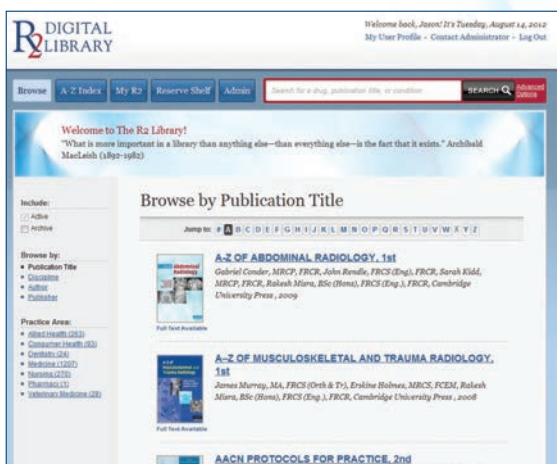 R2 DIGITAL LIBRARY
Welcome back, Jason! It's Tuesday, August 14, 2012
My User Profile - Contact Administrator - Log Out
Browse
A-Z Index
My R2
Reserve Shelf
Admin
Search for a drug, publication title, or condition
SEARCH
Advanced Options
Welcome to The R2 Library!
"What is more important in a library than anything else—than everything else—is the fact that it exists." Archibald
MacLeish (1892-1982)
Include:
Active
Archive
Browse by:
Publication Title
Discipline
Author
Publisher
Practice Area:
Allied Health (263)
Consumer Health (93)
Dentistry (24)
Medicine (1207)
Nursing (270)
Pharmacy (1)
Veterinary Medicine (28)
Browse by Publication Title
Jump to: # A B C D E F G H I J K L M N O P Q R S T U V W X Y Z
A-Z OF ABDOMINAL RADIOLOGY, 1st
Gabriel Conder, MRCP, FRCR, John Rendle, FRCS (Eng), FRCR, Sarah Kidd,
MRCP, FRCR, Rakesh Misra, BSc (Hons), FRCS (Eng.), FRCR, Cambridge
University Press , 2009
Abdominal
Radiology
Full Text Available
A–Z OF MUSCULOSKELETAL AND TRAUMA RADIOLOGY,
1st
James Murray, MA, FRCS (Orth & Tr), Erskine Holmes, MRCS, FCEM, Rakesh
Misra, BSc (Hons), FRCS (Eng.), FRCR, Cambridge University Press , 2008
Full Text Available
AACN PROTOCOLS FOR PRACTICE, 2nd